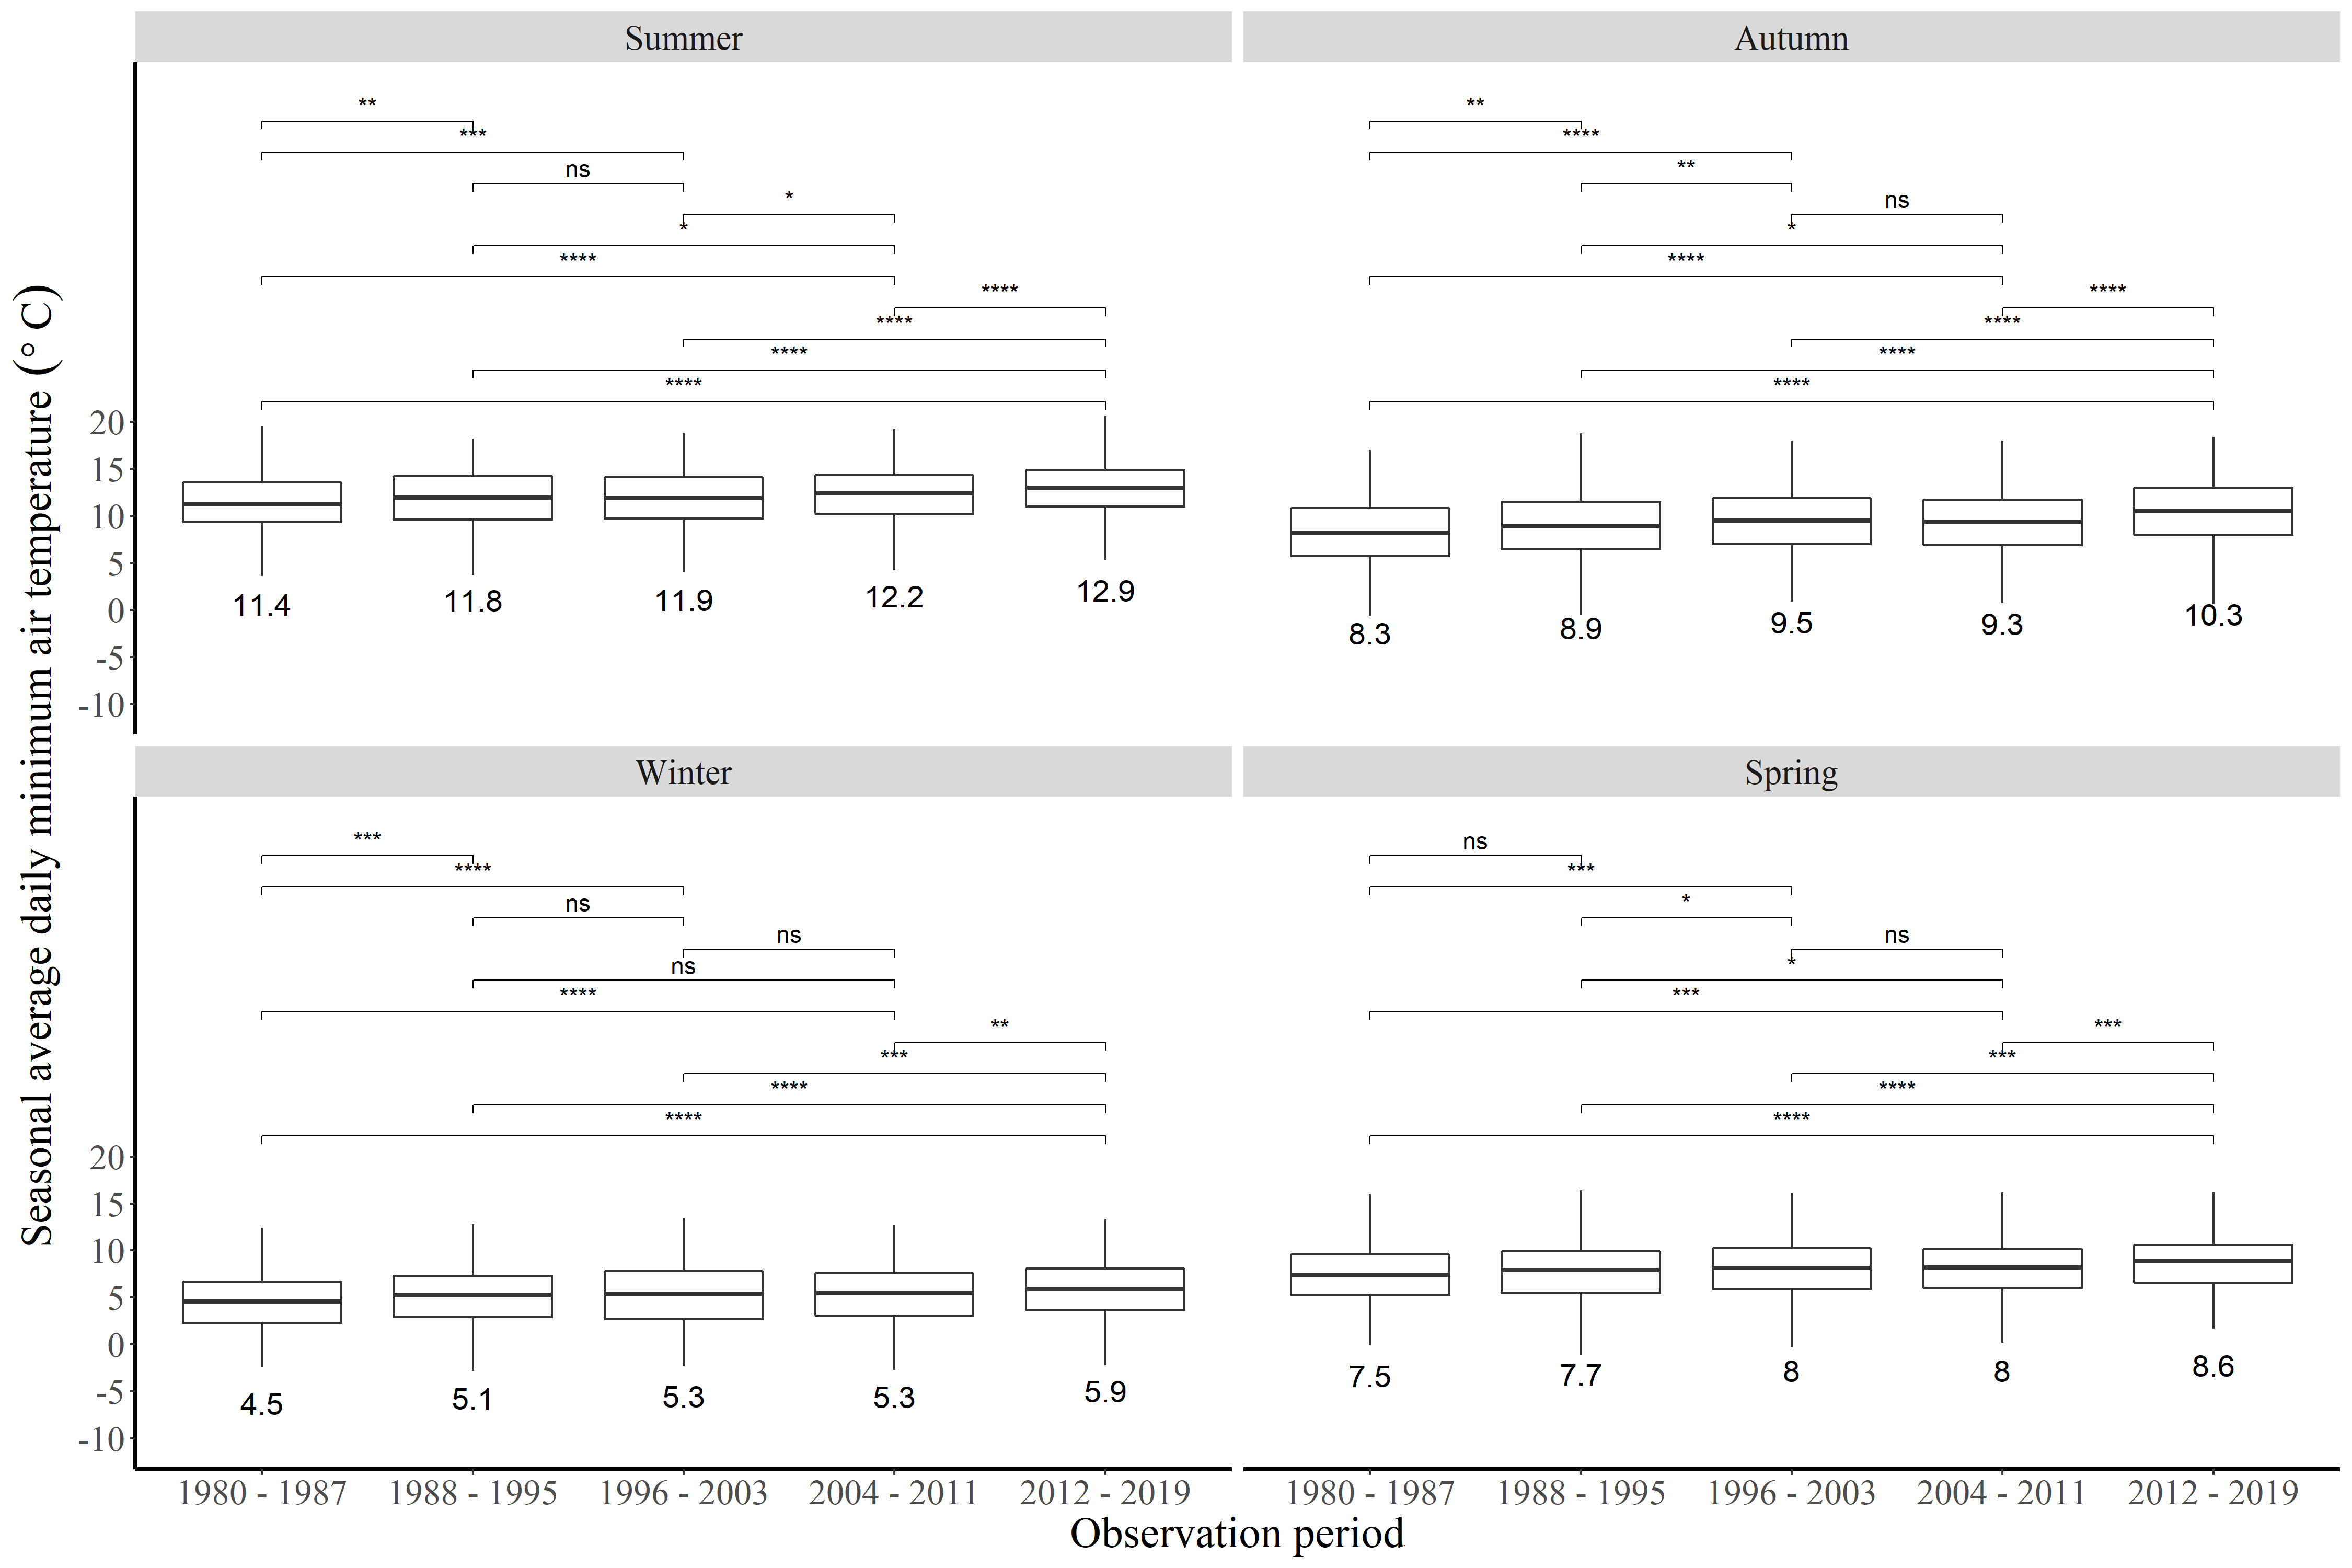 Seasonal average daily minimum air temperature (° C)
Summer
**
***
ns
*
*
****
****
****
****
****
20
15
10
5
0
-5
-10
11.4 11.8 11.9 12.2 12.9
Autumn
**
****
**
ns
*
****
****
****
****
****
8.3 8.9 9.5 9.3 10.3
Winter
***
****
ns
ns
ns
****
**
***
****
****
20
15
10
5
0
-5
-10
4.5 5.1 5.3 5.3 5.9
1980 - 1987 1988 - 1995 1996 - 2003 2004 - 2011 2012 - 2019
Spring
ns
***
*
ns
*
***
***
***
****
****
7.5 7.7 8 8 8.6
1980 - 1987 1988 - 1995 1996 - 2003 2004 - 2011 2012 - 2019
Observation period